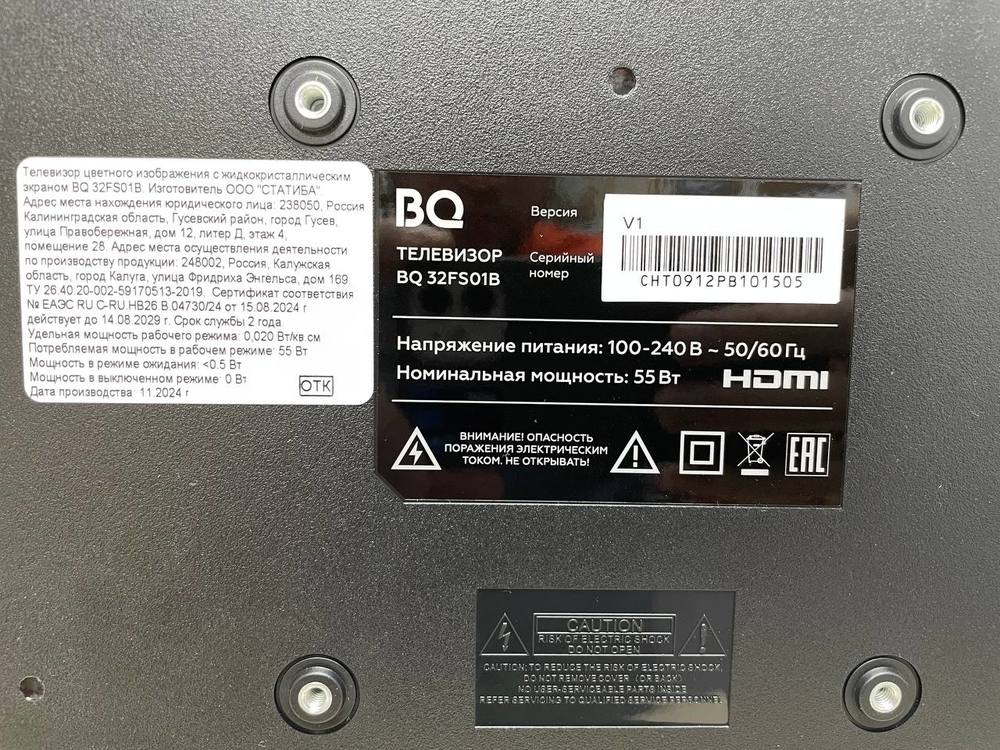 Телевизор цветного изображения с жидкокристаллическим
экраном BQ 32FS01B. Изготовитель ООО "СТАТИБА".
Адрес места нахождения юридического лица: 238050, Россия
Калининградская область, Гусевский район, город Гусев,
улица Правобережная, дом 12, литер Д, этаж 4,
помещение 28. Адрес места осуществления деятельности
по производству продукции: 248002, Россия, Калужская
область, город Калуга, улица Фридриха Энгельса, дом 169.
ТУ 26.40.20-002-59170513-2019. Сертификат соответствия
№ ЕАЭС RU С-RU.НВ26.В.04730/24 от 15.08.2024 г
действует до 14.08.2029 г. Срок службы 2 года.
Удельная мощность рабочего режима: 0,020 Вт/кв.см
Потребляемая мощность в рабочем режиме: 55 Вт
Мощность в режиме ожидания: <0.5 Вт
Мощность в выключенном режиме: 0 Вт
Дата производства: 11.2024 г
ОТК
BQ
ТЕЛЕВИЗОР
BQ 32FS01B
Версия
Серийный
номер
V1
CHT0912PB101505
Напряжение питания: 100-240 В ~ 50/60 Гц
Номинальная мощность: 55 Вт
HDMI
ВНИМАНИЕ! ОПАСНОСТЬ
ПОРАЖЕНИЯ ЭЛЕКТРИЧЕСКИМ
ТОКОМ. НЕ ОТКРЫВАТЬ!
EAC
CAUTION
RISK OF ELECTRIC SHOCK
DO NOT OPEN
CAUTION: TO REDUCE THE RISK OF ELECTRIC SHOCK,
DO NOT REMOVE COVER (OR BACK)
NO USER-SERVICEABLE PARTS INSIDE
REFER SERVICING TO QUALIFIED SERVICE PERSONNEL